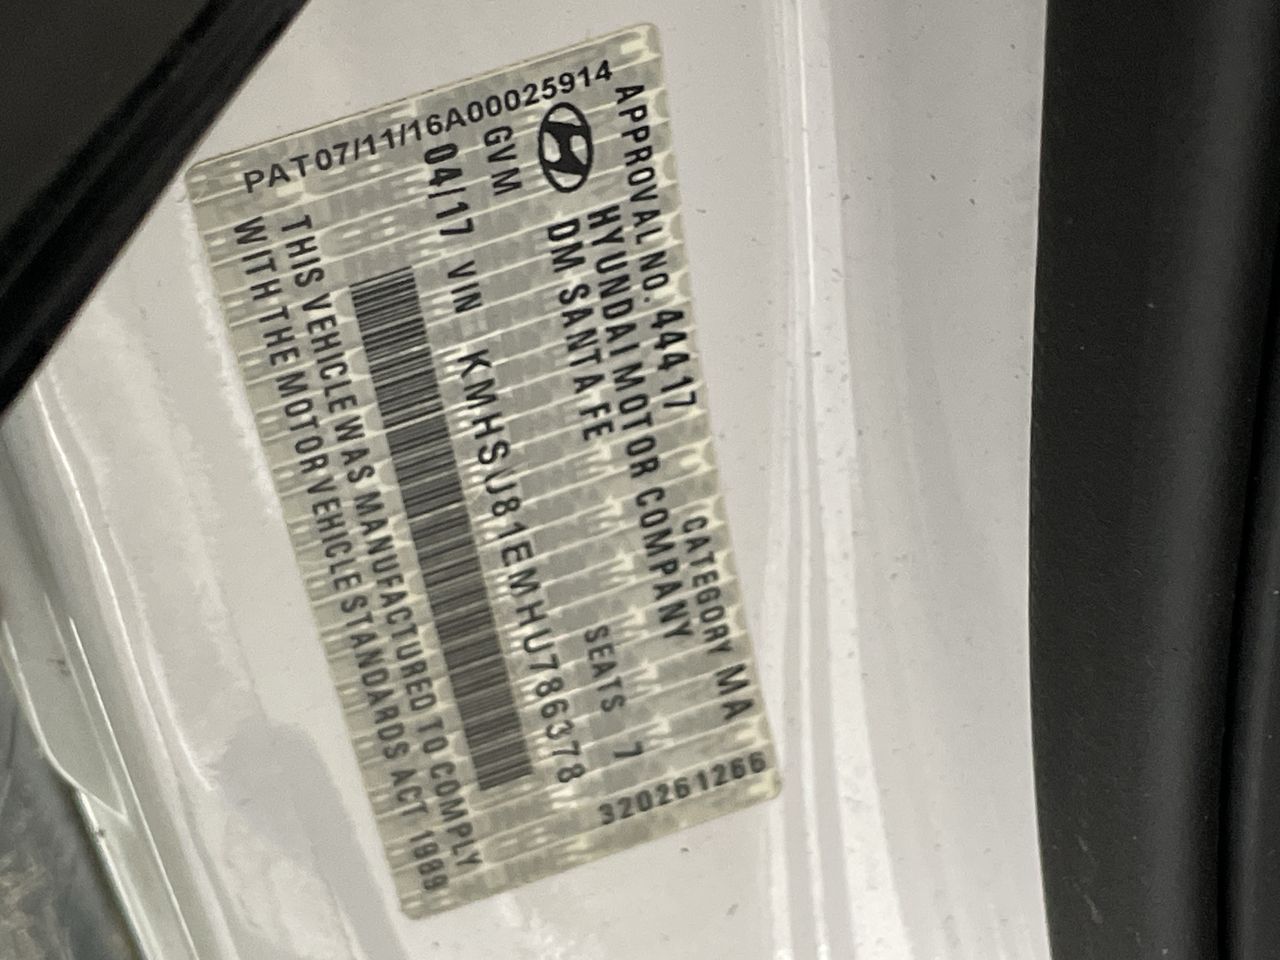 APPROVAL NO. 44417 CATEGORY MA
HYUNDAI MOTOR COMPANY
DM SANTA FE
GVM SEATS 7
04/17 VIN KMHSU81EMHU786378
THIS VEHICLE WAS MANUFACTURED TO COMPLY
WITH THE MOTOR VEHICLE STANDARDS ACT 1989
PAT07/11/16A00025914
320261266